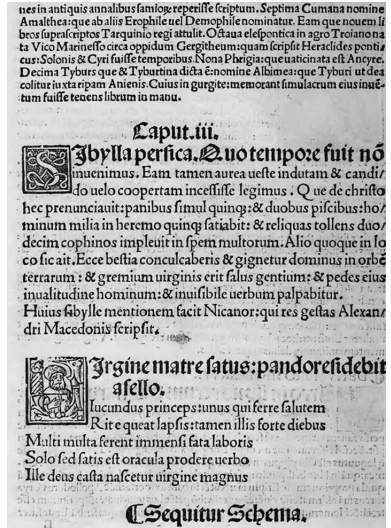 nes in antiquis annalibus famloq; reperisse scriptum. Septima Cumana nomine
Amalthea: que ab aliis Erophile uel Demophile nominatur. Eam que nouem li
bros suprascriptos Tarquinio regi attulit. Octaua elespontica in agro Troiano na
ta Vico Marinesso circa oppidum Gergitheum: quam scripsit Heraclides ponti
cus: Solonis & Cyri fuisse temporibus. Nona Phrigia: que uaticinata est Ancyre.
Decima Tyburs que & Tyburtina dicta ē: nomine Albimea: que Tyburi ut dea
colitur iuxta ripam Anienis. Cuius in gurgite: memorant simulacrum eius inuē
tum fuisse tenens librum in manu.
Caput.iii.
SIbylla persica. Quo tempore fuit nō
inuenimus. Eam tamen aurea ueste indutam & candi
do uelo coopertam incessisse legimus. Que de christo
hec prenunciauit: panibus simul quinq; & duobus piscibus: ho
minum milia in heremo quinq; satiabit: & reliquas tollens duo
decim cophinos impleuit in spem multorum. Alio quoque in lo
co sic ait. Ecce bestia conculcaberis & gignetur dominus in orbē
terrarum: & gremium uirginis erit salus gentium: & pedes eius
inualitudine hominum: & inuisibile uerbum palpabitur.
Huius sibylle mentionem facit Nicanor: qui res gestas Alexan
dri Macedonis scripsit.
VIrgine matre satus: pando residebit
asello.
Iucundus princeps: unus qui ferre salutem
Rite queat lapsis: tamen illis forte diebus
Multi multa ferent immensi fata laboris
Solo sed satis est oracula prodere uerbo
Ille deus casta nascetur uirgine magnus
Sequitur Schema.